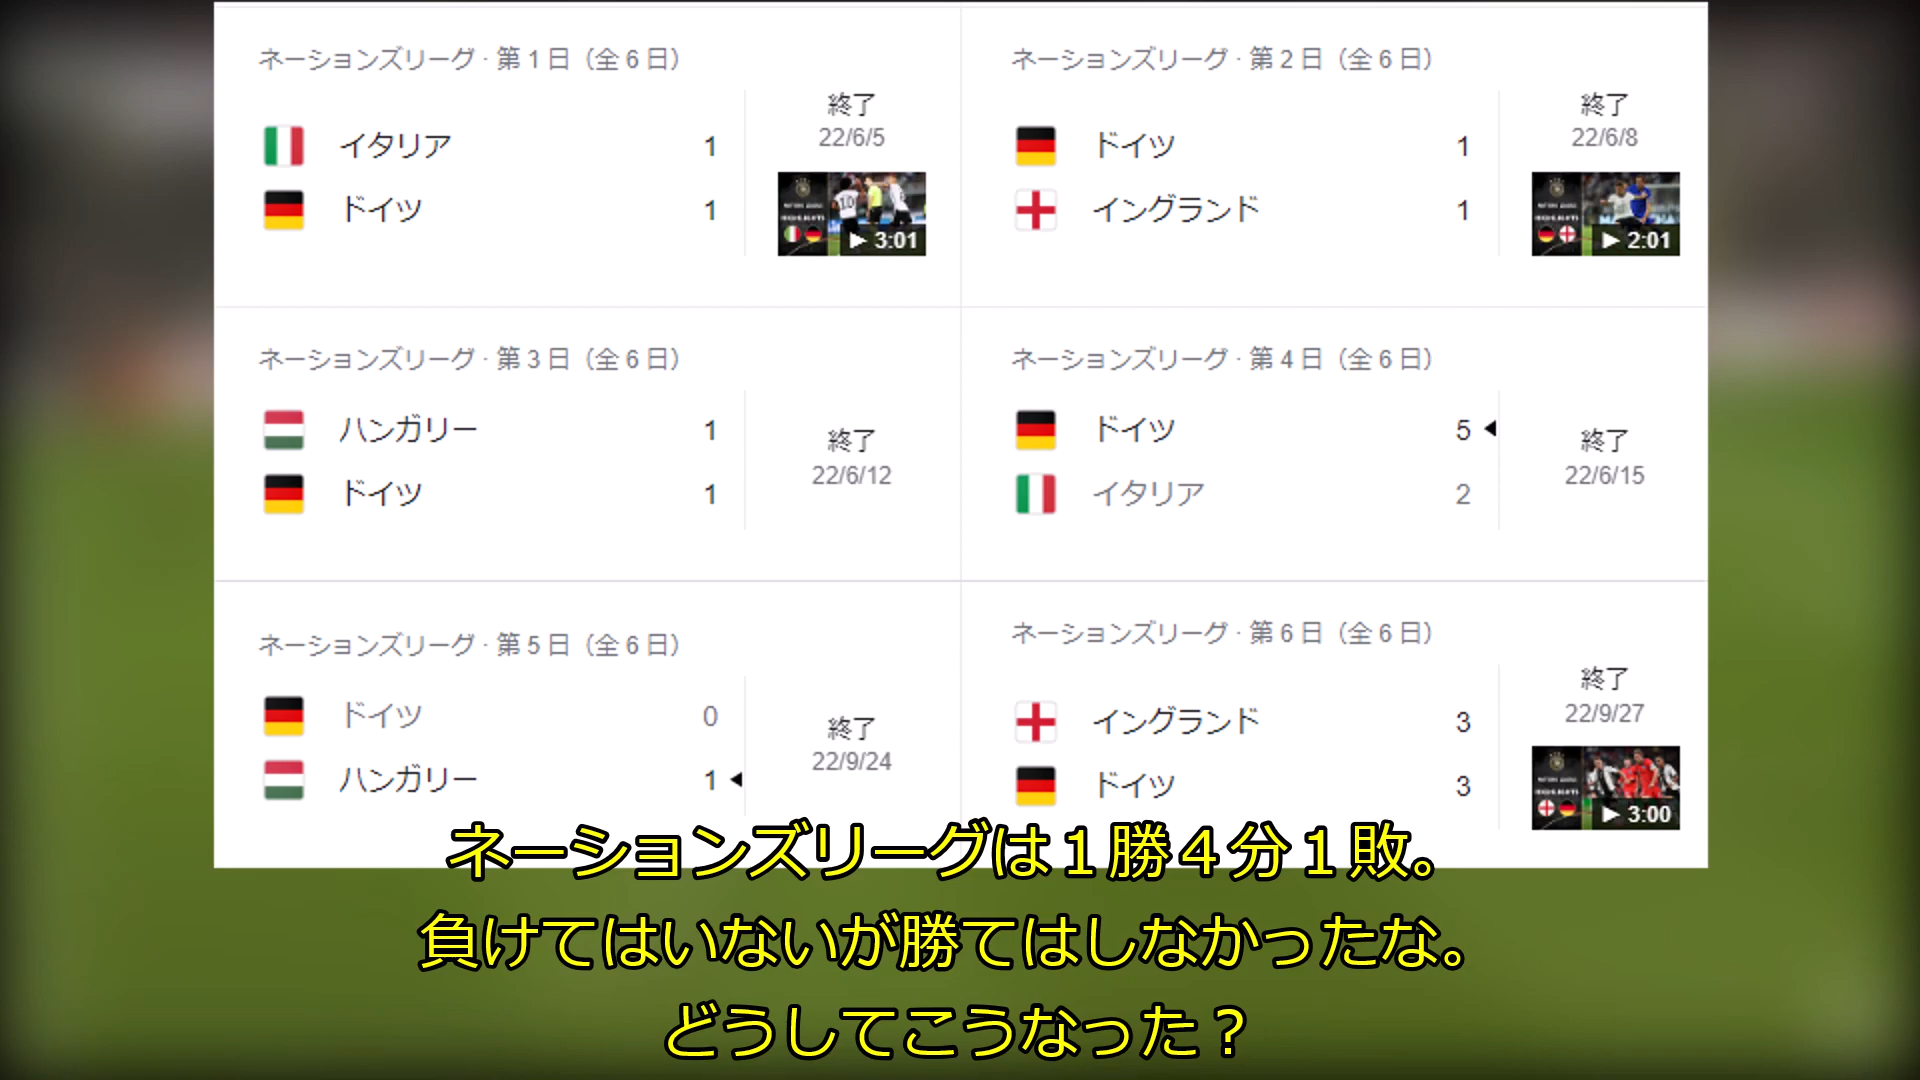 ネーションズリーグ · 第 1 日（全 6 日）
イタリア 1
ドイツ 1
終了
22/6/5
3:01
ネーションズリーグ · 第 2 日（全 6 日）
ドイツ 1
イングランド 1
終了
22/6/8
2:01
ネーションズリーグ · 第 3 日（全 6 日）
ハンガリー 1
ドイツ 1
終了
22/6/12
ネーションズリーグ · 第 4 日（全 6 日）
ドイツ 5
イタリア 2
終了
22/6/15
ネーションズリーグ · 第 5 日（全 6 日）
ドイツ 0
ハンガリー 1
終了
22/9/24
ネーションズリーグ · 第 6 日（全 6 日）
イングランド 3
ドイツ 3
終了
22/9/27
3:00
ネーションズリーグは１勝４分１敗。
負けてはいないが勝てはしなかったな。
どうしてこうなった？